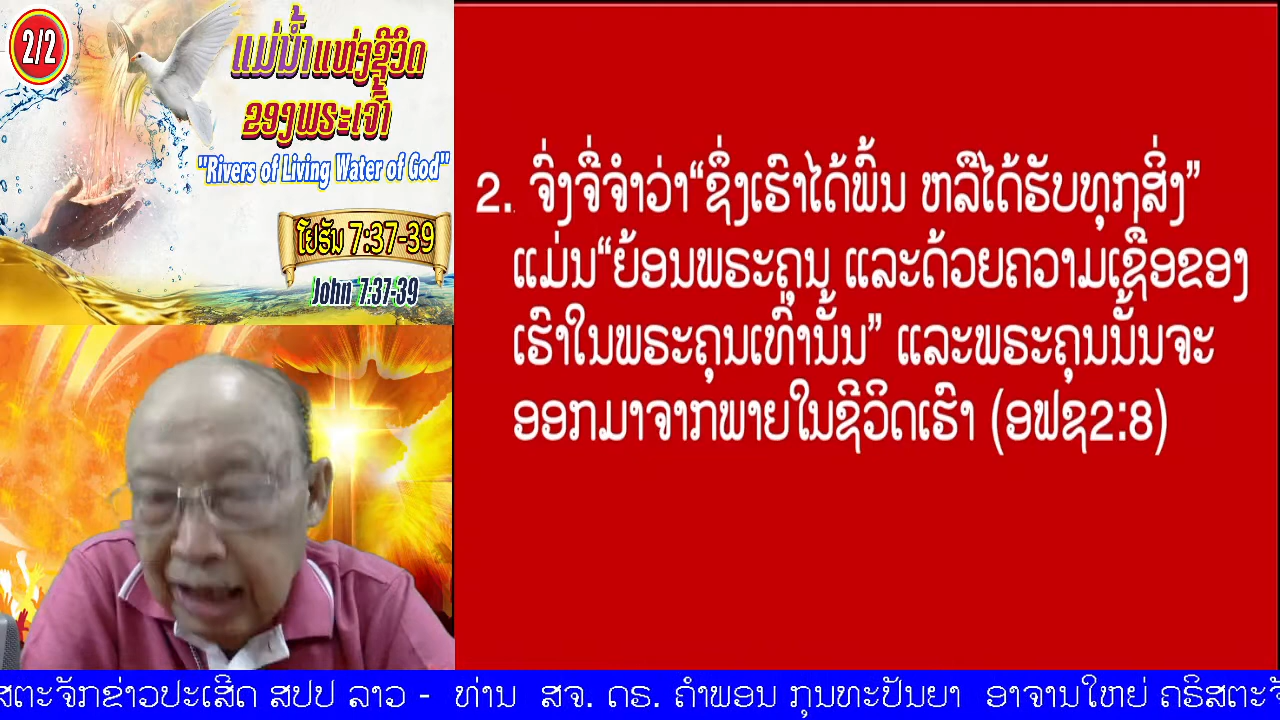 2/2
ແມ່ນ້ຳແຫ່ງຊີວິດ
ຂອງພຣະເຈົ້າ
"Rivers of Living Water of God"
ໂຢຮັນ 7:37-39
John 7:37-39
2. ຈົ່ງຈື່ຈຳວ່າ“ຊຶ່ງເຮົາໄດ້ພົ້ນ ຫລືໄດ້ຮັບທຸກສິ່ງ”
ແມ່ນ“ຍ້ອນພຣະຄຸນ ແລະດ້ວຍຄວາມເຊື່ອຂອງ
ເຮົາໃນພຣະຄຸນເທົ່ານັ້ນ” ແລະພຣະຄຸນນັ້ນຈະ
ອອກມາຈາກພາຍໃນຊີວິດເຮົາ (ອຟຊ2:8)
ສຕະຈັກຂ່າວປະເສີດ ສປປ ລາວ - ທ່ານ ສຈ. ດຣ. ຄຳພອນ ກຸນທະປັນຍາ ອາຈານໃຫຍ່ ຄຣິສຕະຈັ